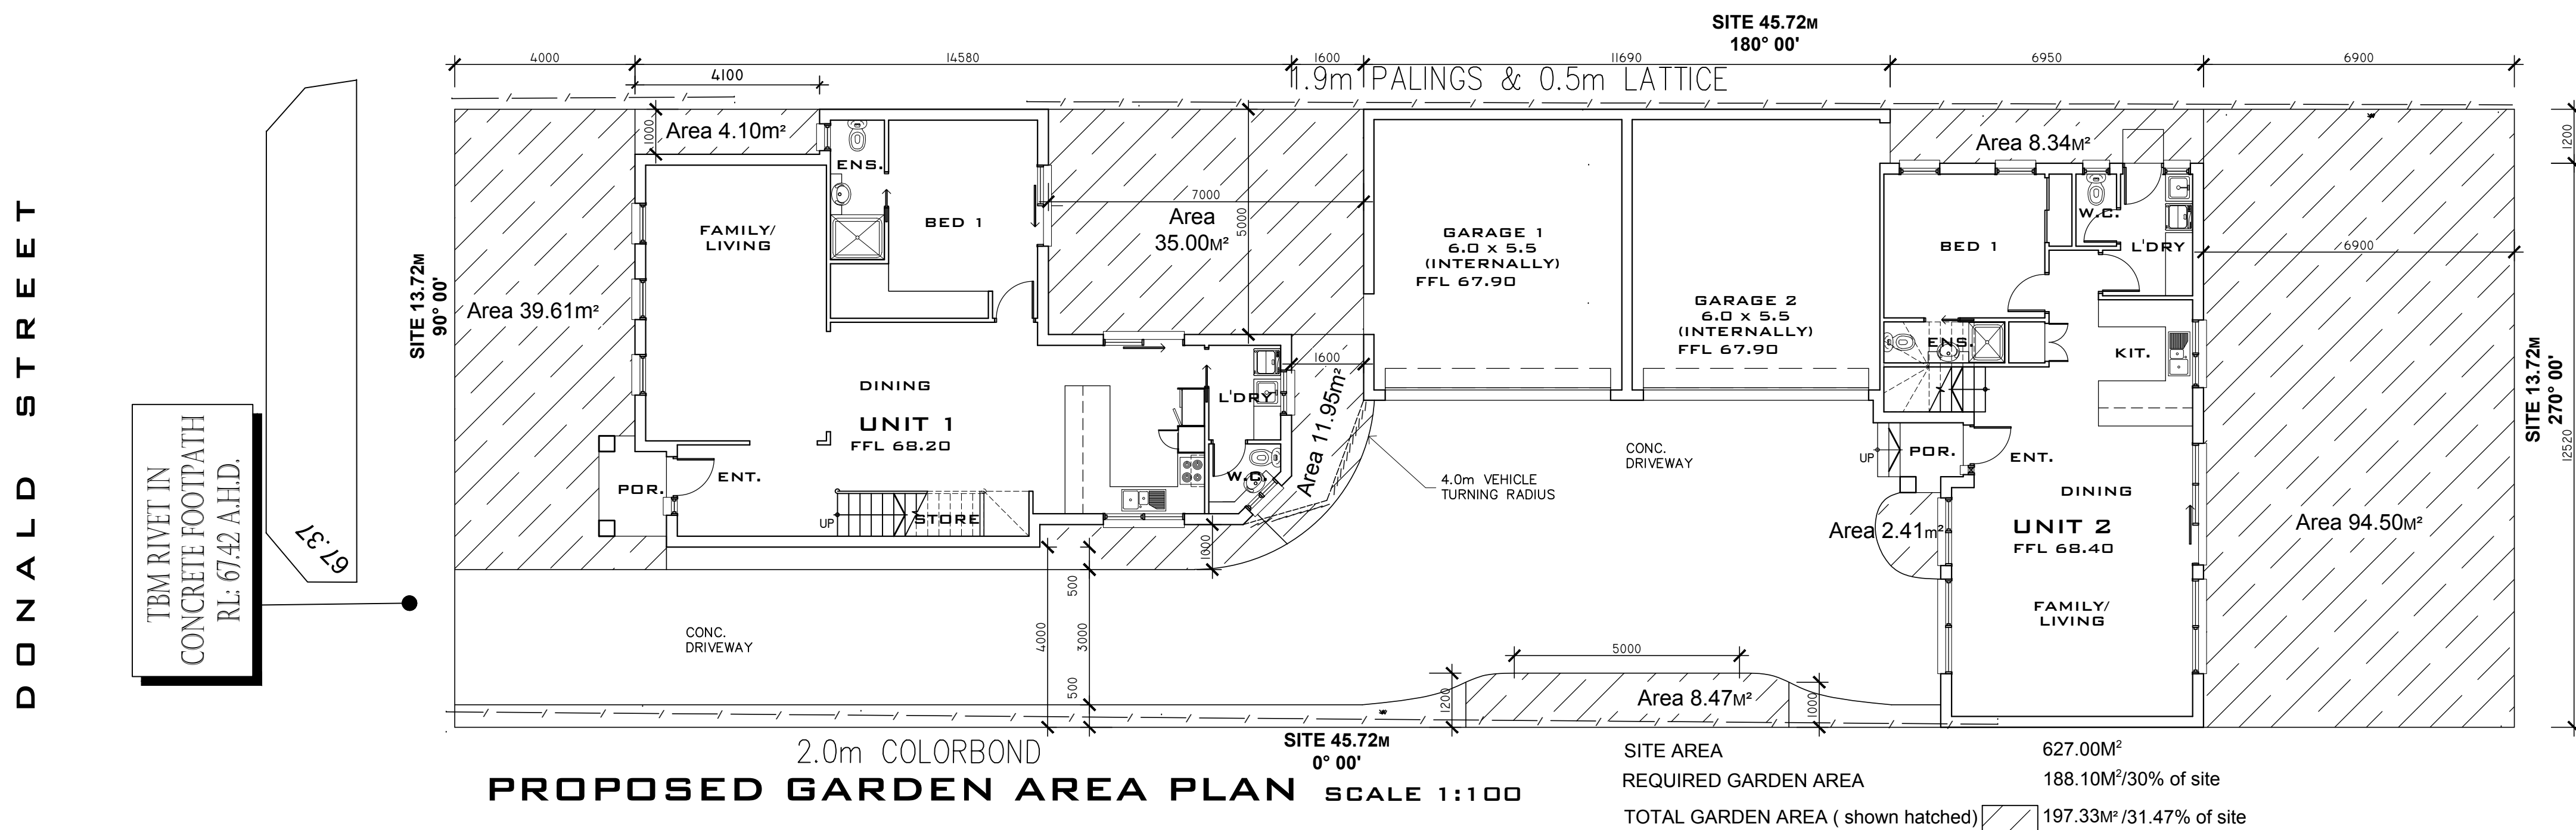 SITE 45.72M
180° 00'
4000
14580
1600
11690
6950
6900
4100
1.9m PALINGS & 0.5m LATTICE
1000
Area 4.10m²
ENS.
BED 1
FAMILY/
LIVING
7000
5000
Area
35.00M²
GARAGE 1
6.0 x 5.5
(INTERNALLY)
FFL 67.90
GARAGE 2
6.0 x 5.5
(INTERNALLY)
FFL 67.90
Area 8.34M²
1200
W.C.
L'DRY
BED 1
6900
ENS.
KIT.
DONALD STREET
67.37
TBM RIVET IN
CONCRETE FOOTPATH
RL: 67.42 A.H.D.
SITE 13.72M
90° 00'
Area 39.61m²
DINING
UNIT 1
FFL 68.20
L'DRY
1600
Area 11.95m²
W.C.
POR.
ENT.
UP
STORE
1000
4.0m VEHICLE
TURNING RADIUS
CONC.
DRIVEWAY
UP
POR.
ENT.
DINING
UNIT 2
FFL 68.40
Area 2.41m²
Area 94.50M²
FAMILY/
LIVING
SITE 13.72M
270° 00'
12520
CONC.
DRIVEWAY
500
4000
3000
500
5000
1200
Area 8.47M²
1000
2.0m COLORBOND
SITE 45.72M
0° 00'
PROPOSED GARDEN AREA PLAN SCALE 1:100
SITE AREA 627.00M²
REQUIRED GARDEN AREA 188.10M²/30% of site
TOTAL GARDEN AREA ( shown hatched) 197.33M² /31.47% of site